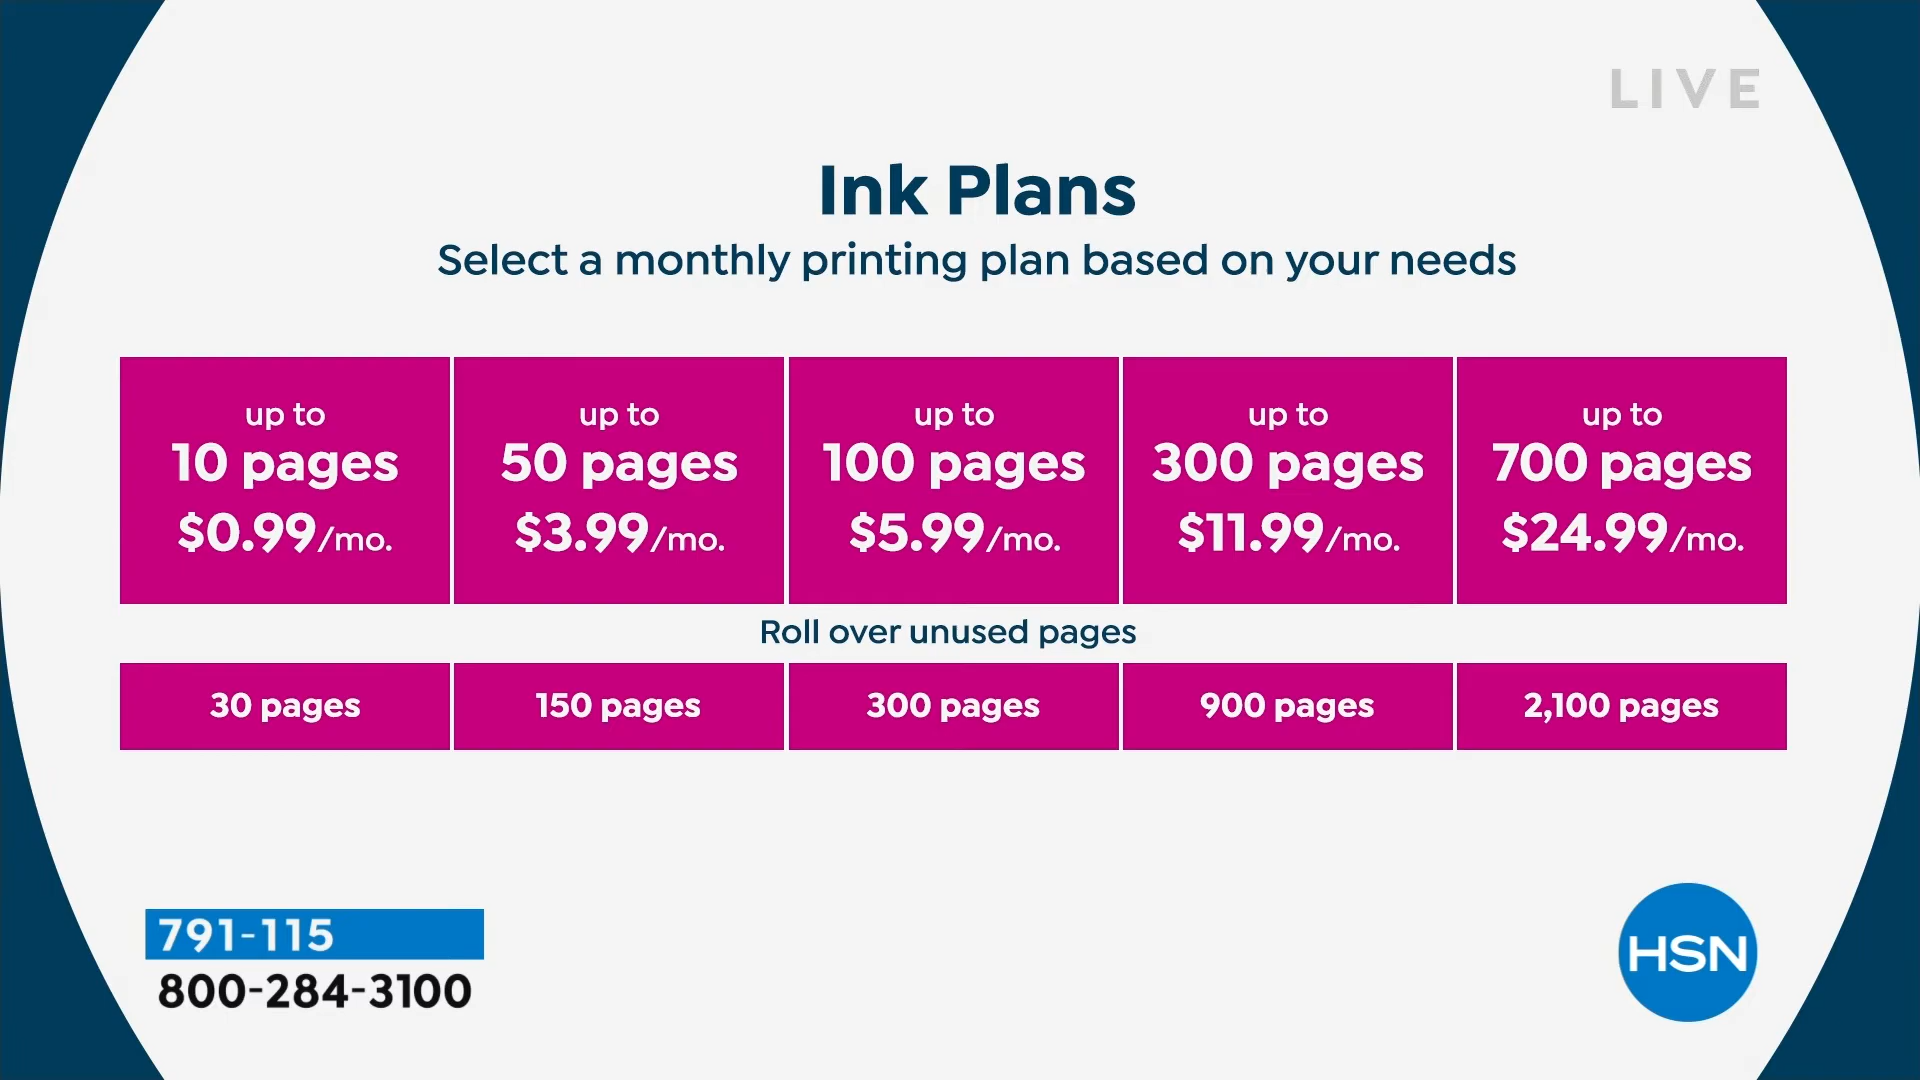 LIVE
Ink Plans
Select a monthly printing plan based on your needs
up to
10 pages
$0.99/mo.
up to
50 pages
$3.99/mo.
up to
100 pages
$5.99/mo.
up to
300 pages
$11.99/mo.
up to
700 pages
$24.99/mo.
Roll over unused pages
30 pages
150 pages
300 pages
900 pages
2,100 pages
791-115
800-284-3100
HSN